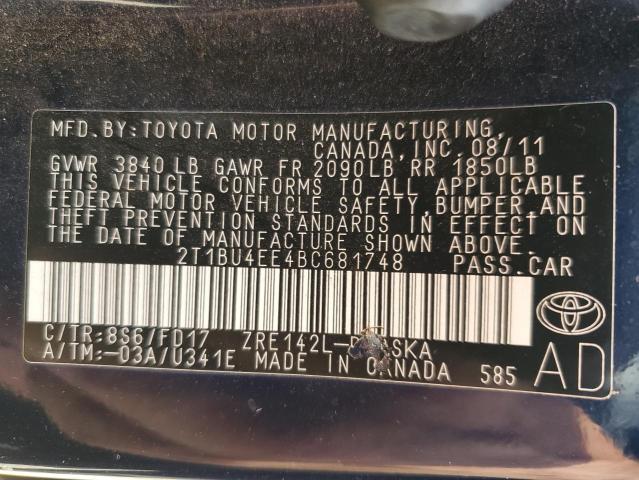 MFD.BY:TOYOTA MOTOR MANUFACTURING,
CANADA,INC.08/11
GVWR 3840 LB GAWR FR 2090LB RR 1850LB
THIS VEHICLE CONFORMS TO ALL APPLICABLE
FEDERAL MOTOR VEHICLE SAFETY,BUMPER,AND
THEFT PREVENTION STANDARDS IN EFFECT ON
THE DATE OF MANUFACTURE SHOWN ABOVE.
2T1BU4EE4BC681748 PASS.CAR
C/TR:8S6/FD17 ZRE142L-
A/TM:-03A/U341E MADE IN CANADA 585 AD